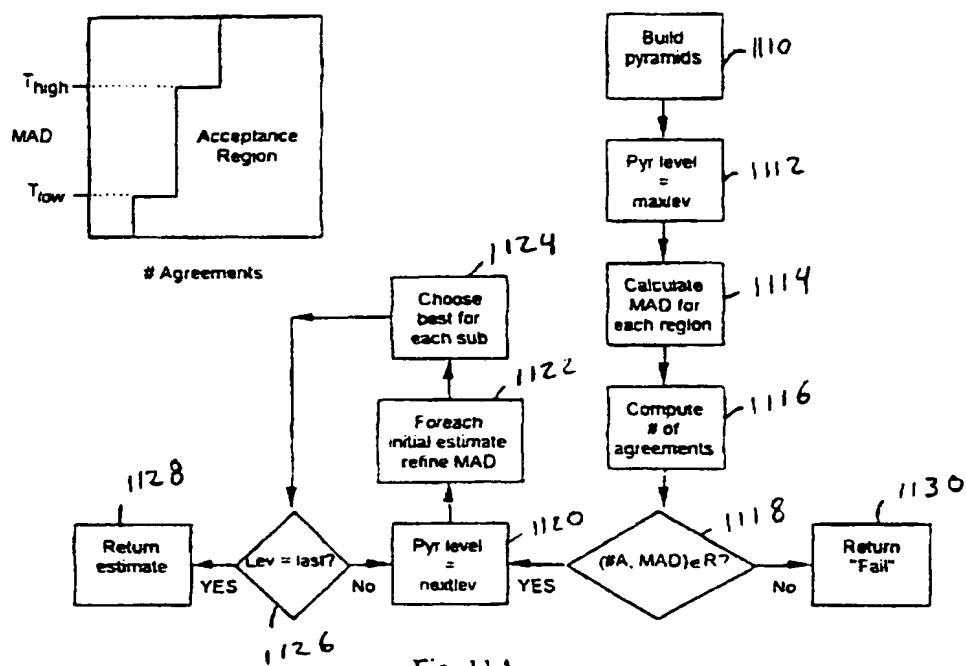 T high
MAD
T low
Acceptance
Region
# Agreements
Build
pyramids
1110
Pyr level
=
maxlev
1112
Calculate
MAD for
each region
1114
Compute
# of
agreements
1116
(#A, MAD)∈R?
1118
YES
No
Return
"Fail"
1130
Pyr level
=
nextlev
1120
Foreach
initial estimate
refine MAD
1122
Choose
best for
each sub
1124
Lev = last?
1126
YES
No
Return
estimate
1128